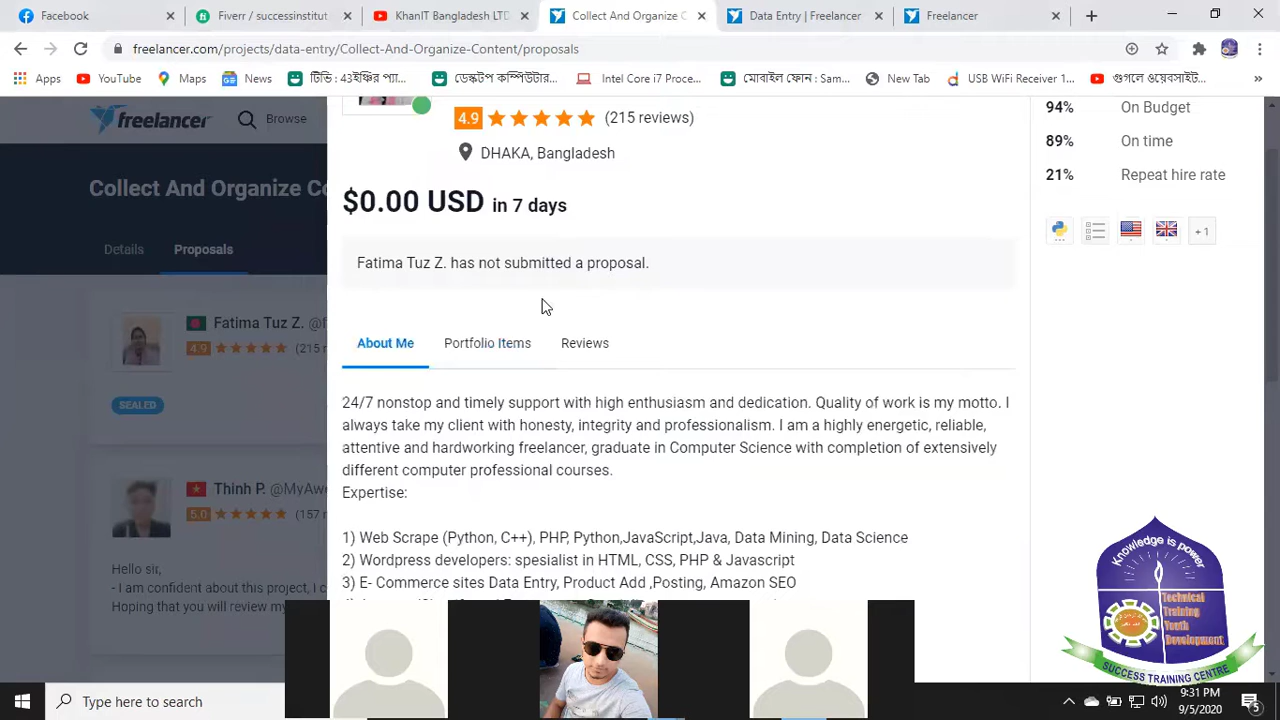 Facebook
Fiverr / successinstitut
KhanIT Bangladesh LTD
Collect And Organize C
Data Entry | Freelancer
Freelancer
freelancer.com/projects/data-entry/Collect-And-Organize-Content/proposals
Apps
YouTube
Maps
News
টিভি : 43ইঞ্চির প্যা...
ডেস্কটপ কম্পিউটার...
Intel Core i7 Proce...
মোবাইল ফোন : Sam...
New Tab
USB WiFi Receiver 1...
গুগলে ওয়েবসাইট...
freelancer
Browse
4.9
(215 reviews)
DHAKA, Bangladesh
94% On Budget
89% On time
21% Repeat hire rate
+ 1
Collect And Organize Co
$0.00 USD in 7 days
Details
Proposals
Fatima Tuz Z. has not submitted a proposal.
Fatima Tuz Z.
4.9
(215 r
SEALED
About Me
Portfolio Items
Reviews
24/7 nonstop and timely support with high enthusiasm and dedication. Quality of work is my motto. I
always take my client with honesty, integrity and professionalism. I am a highly energetic, reliable,
attentive and hardworking freelancer, graduate in Computer Science with completion of extensively
different computer professional courses.
Expertise:
1) Web Scrape (Python, C++), PHP, Python,JavaScript,Java, Data Mining, Data Science
2) Wordpress developers: spesialist in HTML, CSS, PHP & Javascript
3) E- Commerce sites Data Entry, Product Add ,Posting, Amazon SEO
Thinh P. @MyAwe
5.0
(157 r
Hello sir,
- I am confident about this project, I c
Hoping that you will review my
Knowledge is power
Technical
Training
Youth
Development
SUCCESS TRAINING CENTRE
Type here to search
9:31 PM
9/5/2020
5